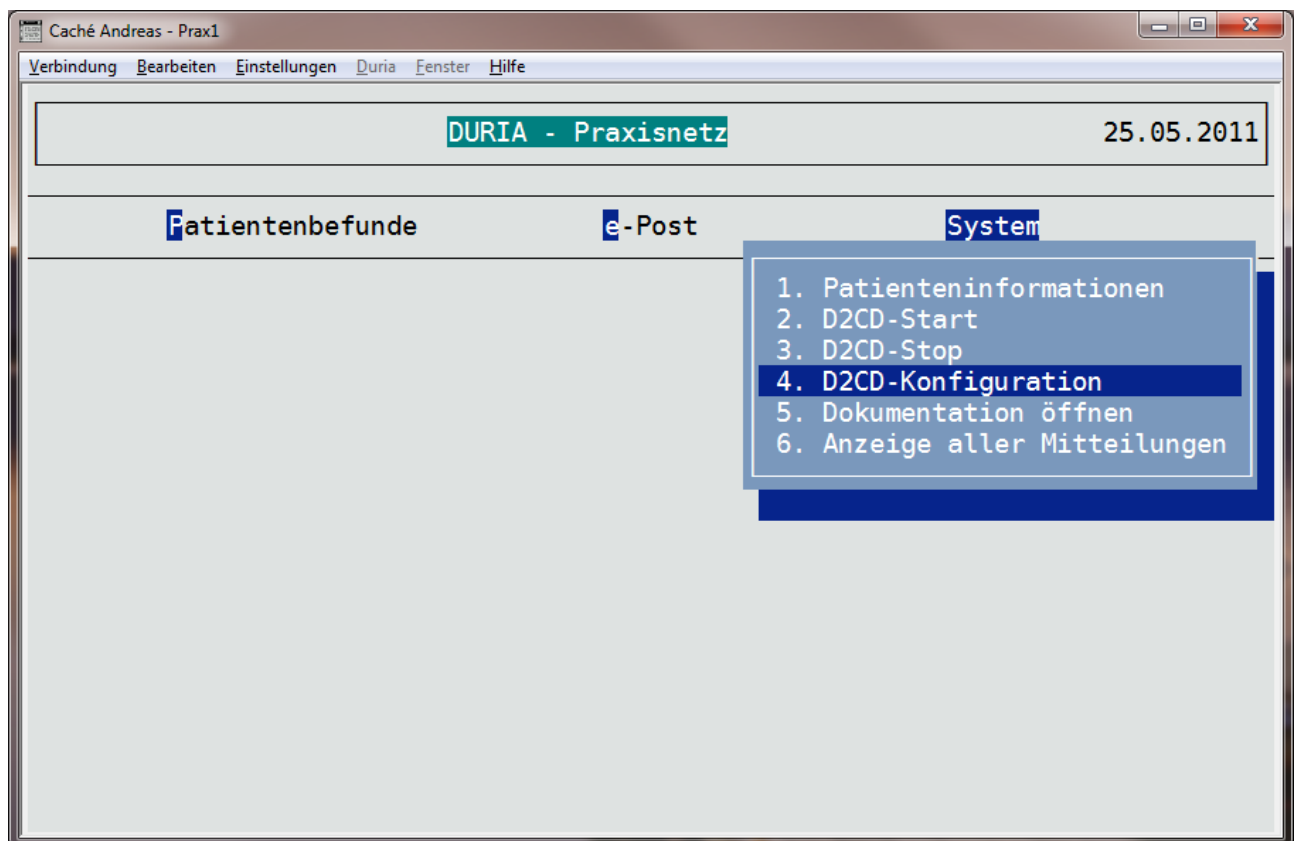 Caché Andreas - Prax1
Verbindung Bearbeiten Einstellungen Duria Fenster Hilfe
DURIA - Praxisnetz 25.05.2011
Patientenbefunde e-Post System
1. Patienteninformationen
2. D2CD-Start
3. D2CD-Stop
4. D2CD-Konfiguration
5. Dokumentation öffnen
6. Anzeige aller Mitteilungen